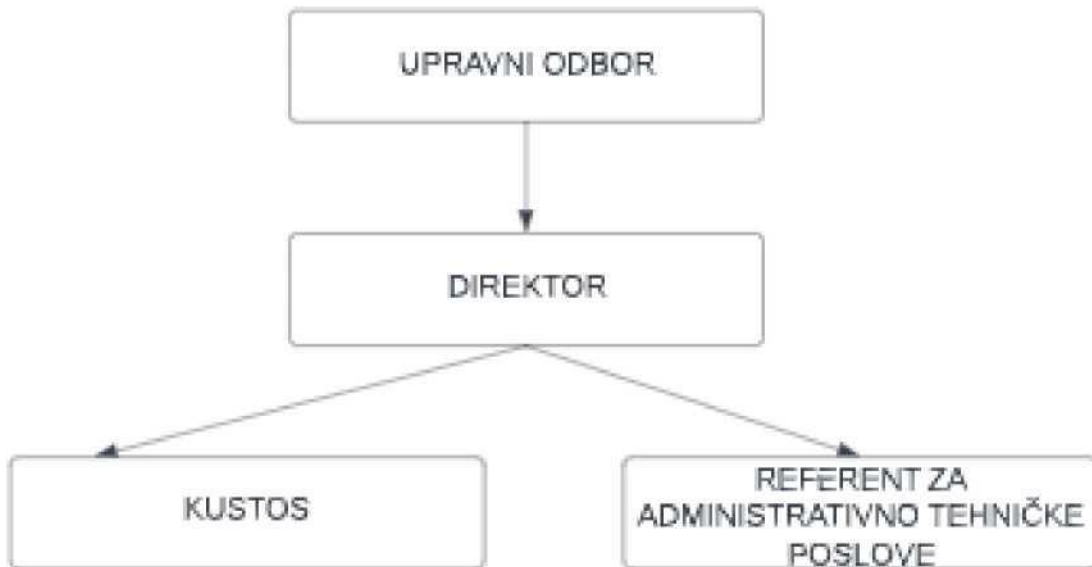 UPRAVNI ODBOR
DIREKTOR
KUSTOS
REFERENT ZA
ADMINISTRATIVNO TEHNIČKE
POSLOVE